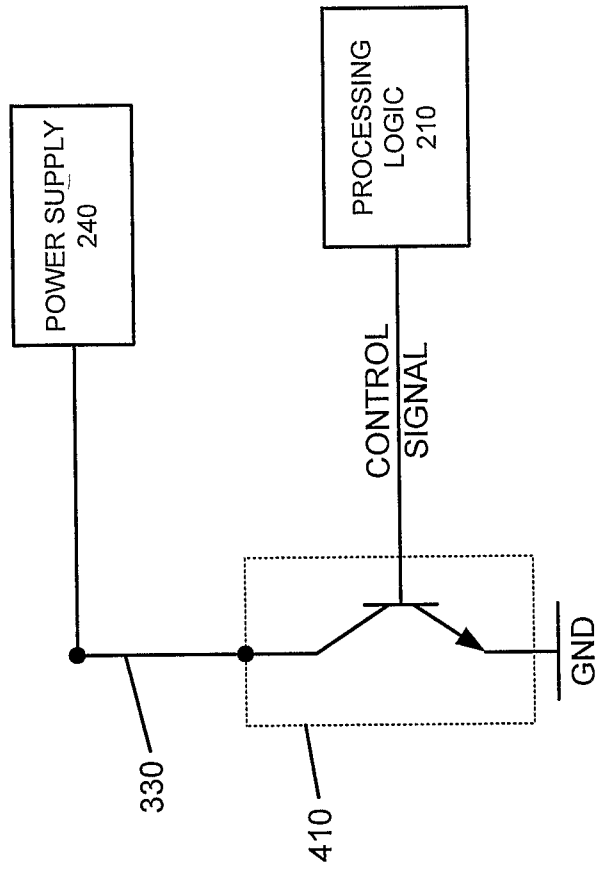 POWER SUPPLY
240
PROCESSING
LOGIC
210
CONTROL
SIGNAL
330
410
GND